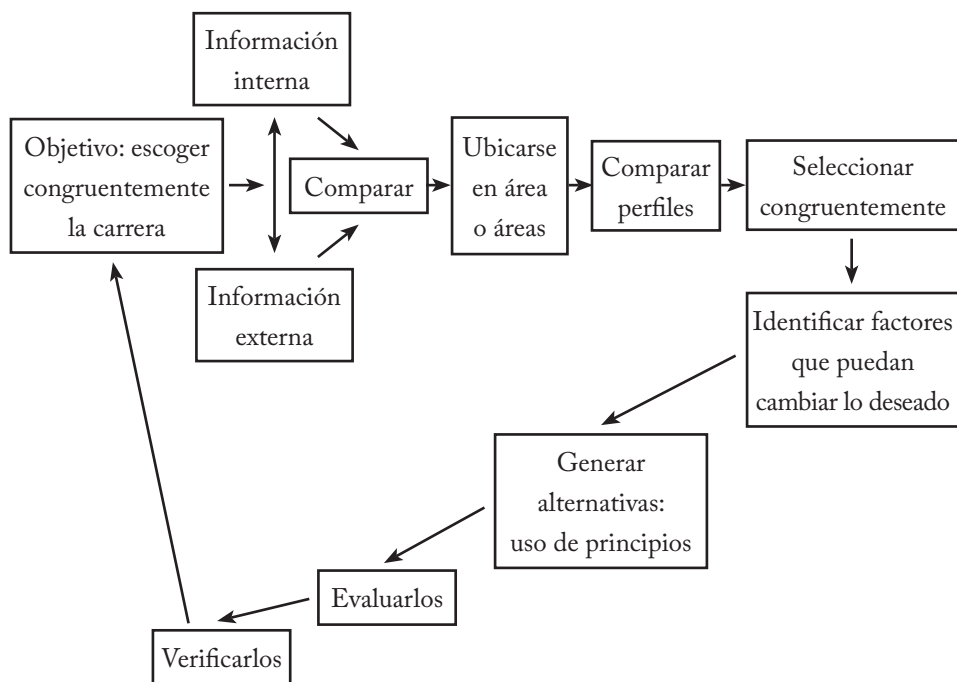 Información
interna
Objetivo: escoger
congruentemente
la carrera
Comparar
Información
externa
Ubicarse
en área
o áreas
Comparar
perfiles
Seleccionar
congruentemente
Identificar factores
que puedan
cambiar lo deseado
Generar
alternativas:
uso de principios
Evaluarlos
Verificarlos